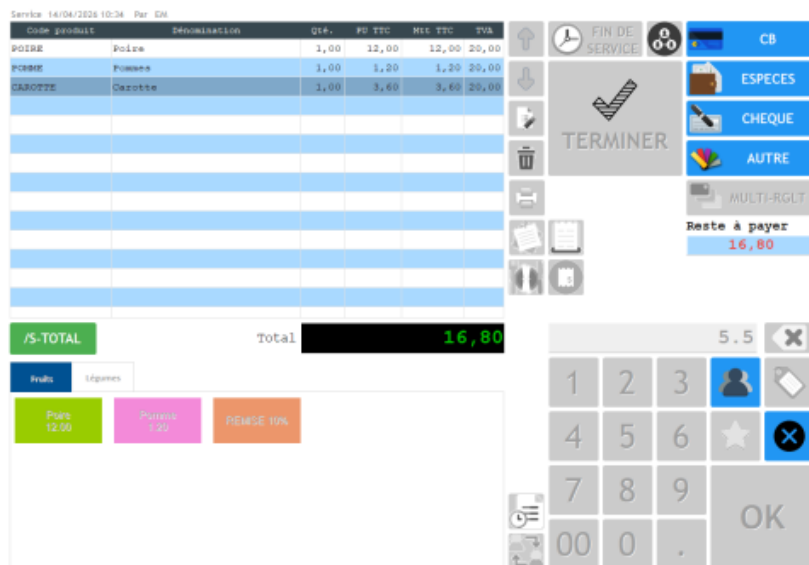 Service 14/04/2026 10:34 Par EM
Code produit Dénomination Qté. PU TTC Mtt TTC TVA
POIRE Poire 1,00 12,00 12,00 20,00
POMME Pommes 1,00 1,20 1,20 20,00
CAROTTE Carotte 1,00 3,60 3,60 20,00
FIN DE
SERVICE
TERMINER
CB
ESPECES
CHEQUE
AUTRE
MULTI-RGLT
Reste à payer
16,80
/S-TOTAL
Total 16,80
Fruits Légumes
Poire
12.00
Pomme
1.20
REMISE 10%
5.5
1 2 3
4 5 6
7 8 9
00 0 .
OK